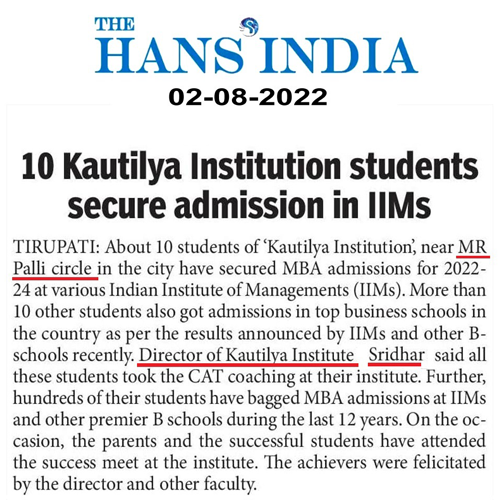 THE
HANS INDIA
02-08-2022
10 Kautilya Institution students
secure admission in IIMs
TIRUPATI: About 10 students of ‘Kautilya Institution’, near MR
Palli circle in the city have secured MBA admissions for 2022-
24 at various Indian Institute of Managements (IIMs). More than
10 other students also got admissions in top business schools in
the country as per the results announced by IIMs and other B-
schools recently. Director of Kautilya Institute Sridhar said all
these students took the CAT coaching at their institute. Further,
hundreds of their students have bagged MBA admissions at IIMs
and other premier B schools during the last 12 years. On the oc-
casion, the parents and the successful students have attended
the success meet at the institute. The achievers were felicitated
by the director and other faculty.